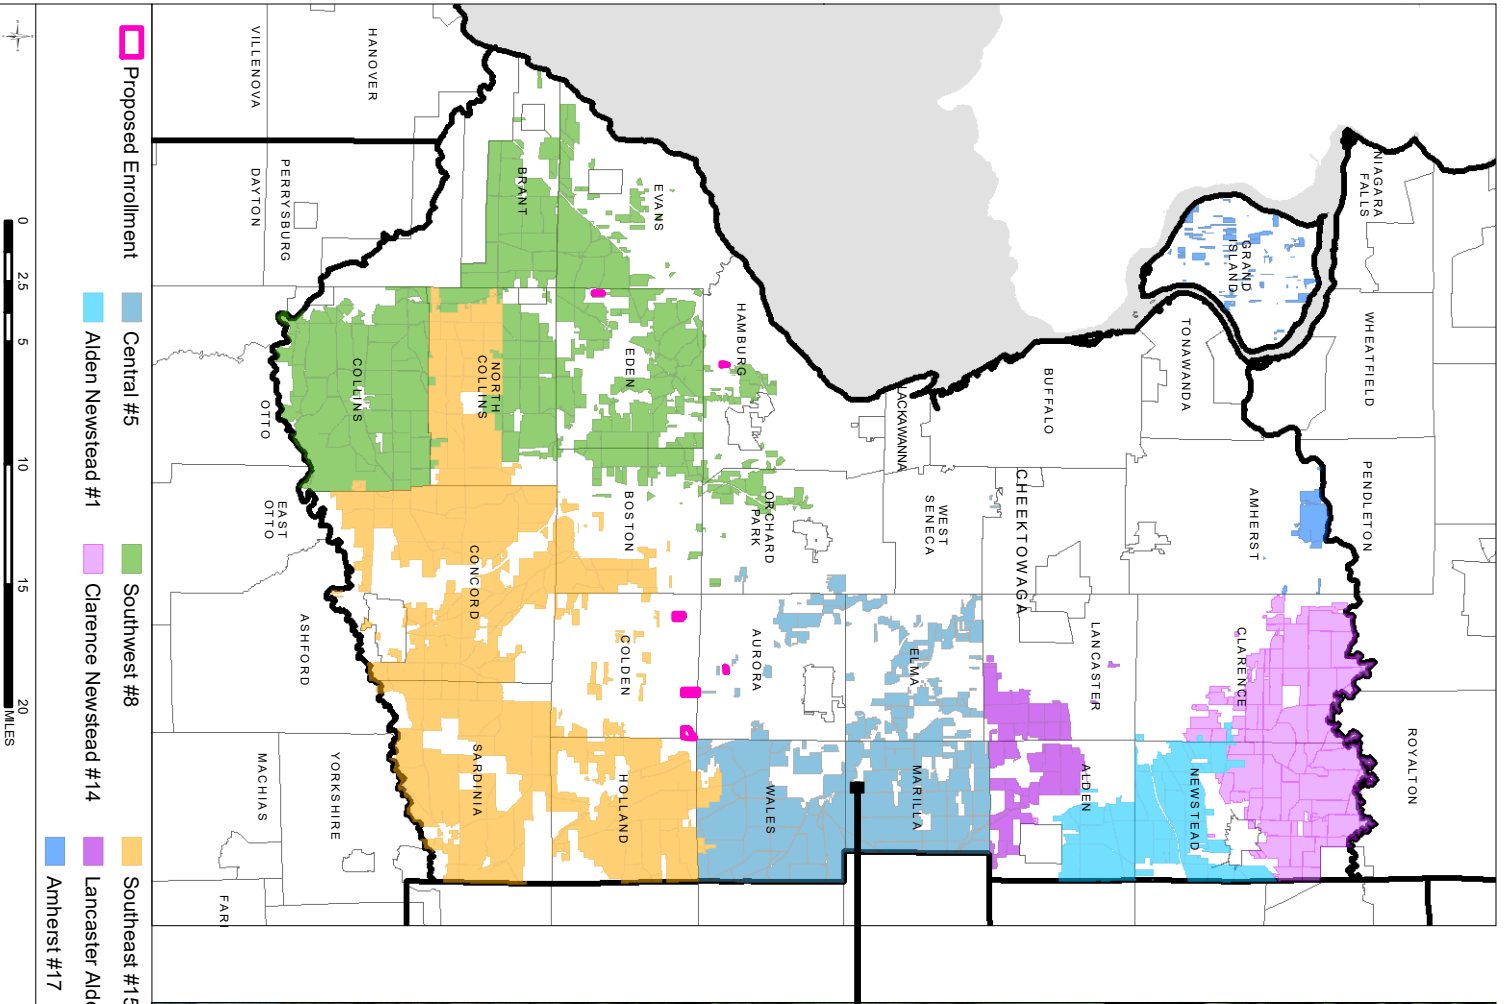 NIAGARA
FALLS
WHEATFIELD
PENDLETON
ROYALTON
GRAND
ISLAND
TONAWANDA
AMHERST
CLARENCE
NEWSTEAD
BUFFALO
CHEEKTOWAGA
LANCASTER
ALDEN
LACKAWANNA
WEST
SENECA
ELMA
MARILLA
HAMBURG
ORCHARD
PARK
AURORA
WALES
EVANS
EDEN
BOSTON
COLDEN
HOLLAND
BRANT
NORTH
COLLINS
CONCORD
SARDINIA
COLLINS
HANOVER
VILLENOVA
PERRYSBURG
DAYTON
OTTO
EAST
OTTO
ASHFORD
YORKSHIRE
MACHIAS
FARI
Proposed Enrollment
Central #5
Southwest #8
Southeast #15
Alden Newstead #1
Clarence Newstead #14
Lancaster Alde
Amherst #17
0 2.5 5 10 15 20
MILES